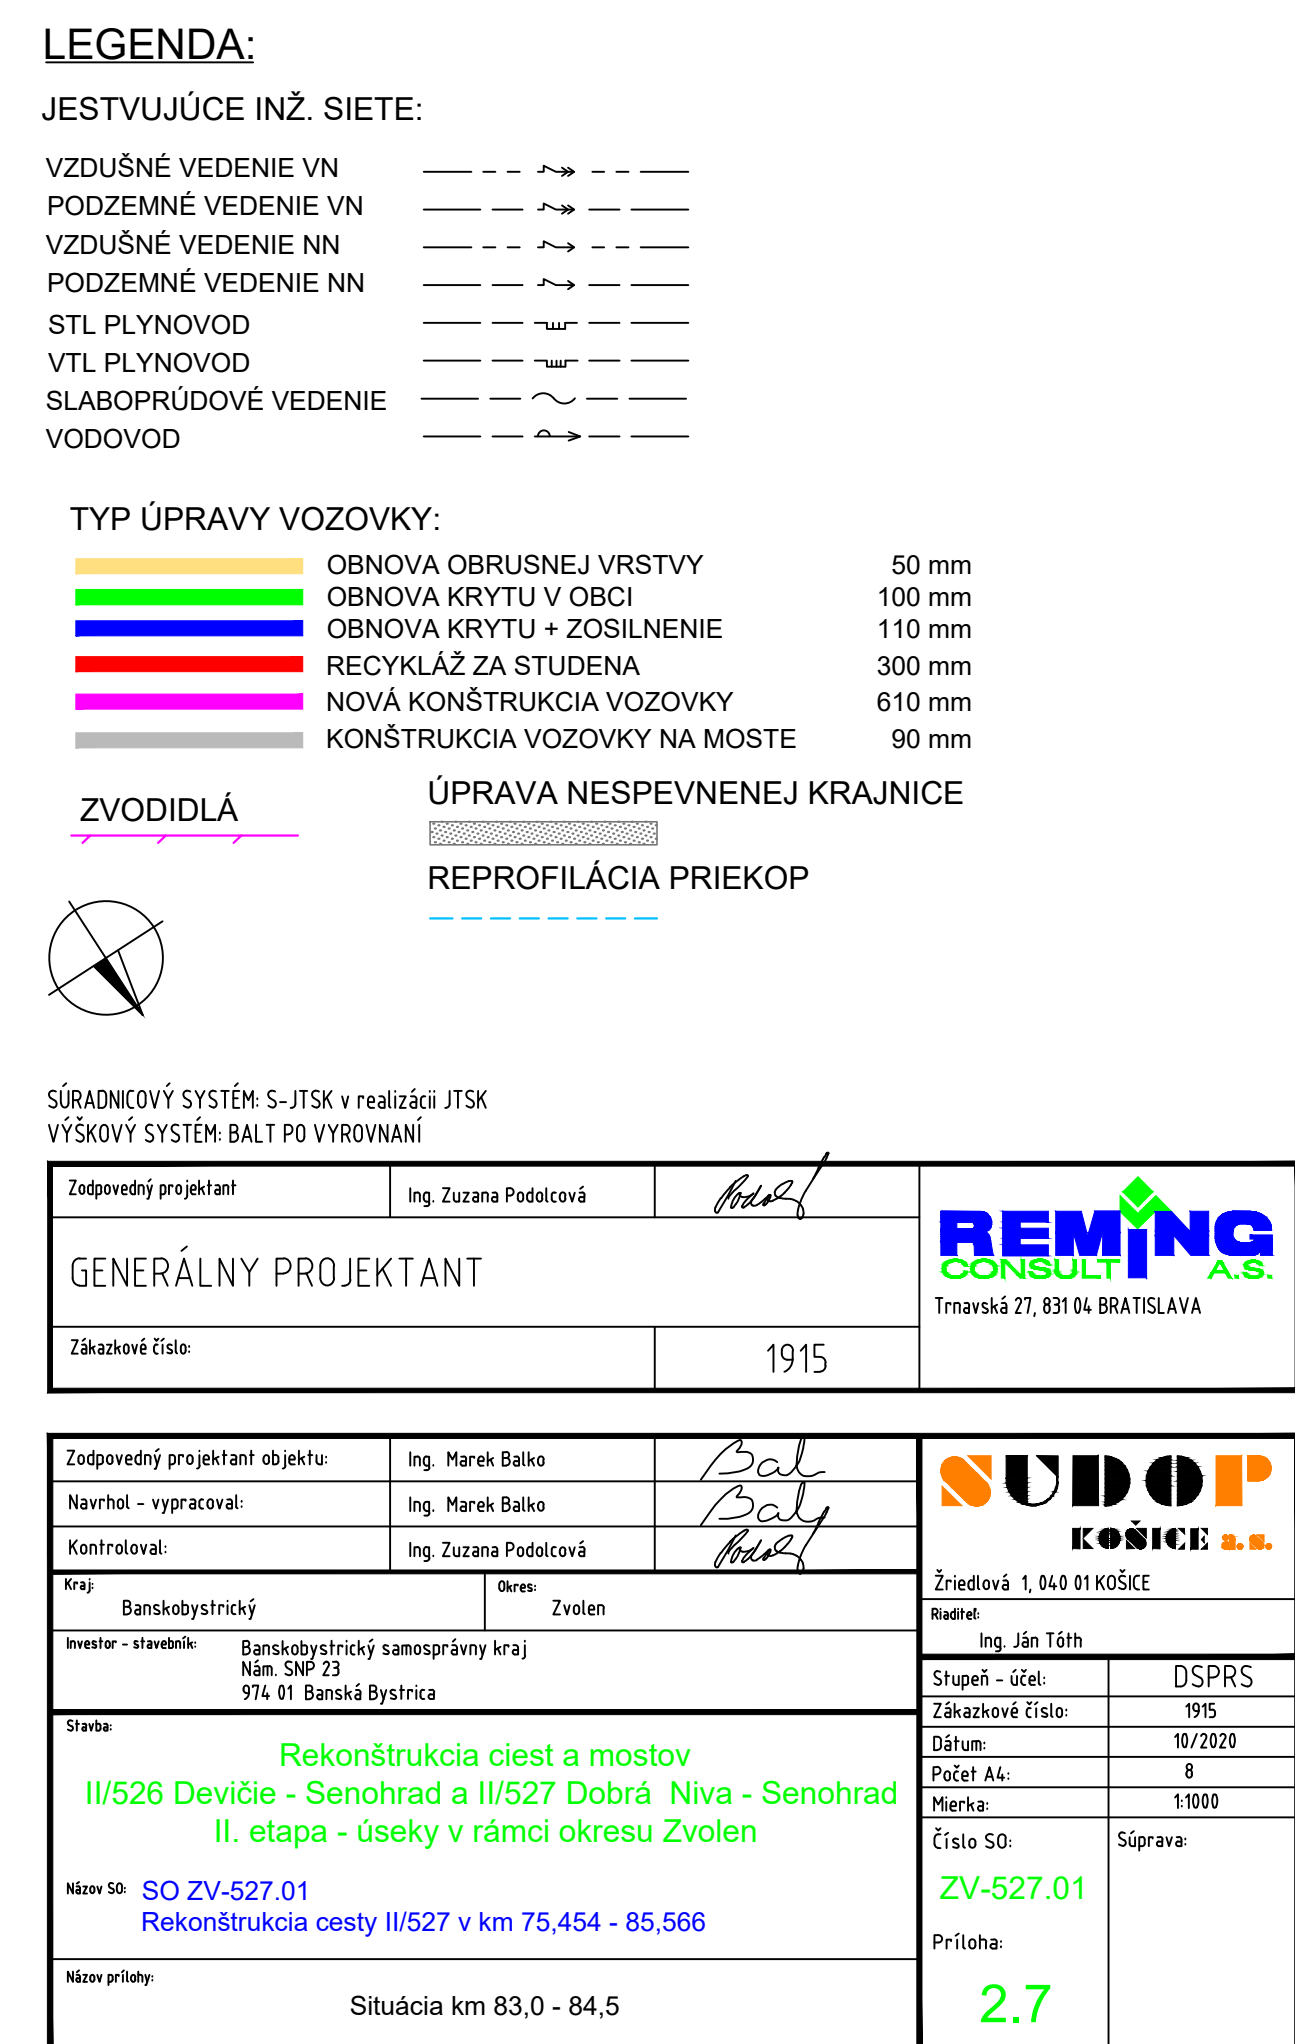 LEGENDA:
JESTVUJÚCE INŽ. SIETE:
VZDUŠNÉ VEDENIE VN
PODZEMNÉ VEDENIE VN
VZDUŠNÉ VEDENIE NN
PODZEMNÉ VEDENIE NN
STL PLYNOVOD
VTL PLYNOVOD
SLABOPRÚDOVÉ VEDENIE
VODOVOD
TYP ÚPRAVY VOZOVKY:
OBNOVA OBRUSNEJ VRSTVY 50 mm
OBNOVA KRYTU V OBCI 100 mm
OBNOVA KRYTU + ZOSILNENIE 110 mm
RECYKLÁŽ ZA STUDENA 300 mm
NOVÁ KONŠTRUKCIA VOZOVKY 610 mm
KONŠTRUKCIA VOZOVKY NA MOSTE 90 mm
ZVODIDLÁ
ÚPRAVA NESPEVNENEJ KRAJNICE
REPROFILÁCIA PRIEKOP
SÚRADNICOVÝ SYSTÉM: S-JTSK v realizácii JTSK
VÝŠKOVÝ SYSTÉM: BALT PO VYROVNANÍ
Zodpovedný projektant Ing. Zuzana Podolcová
GENERÁLNY PROJEKTANT
Zákazkové číslo: 1915
REMING
CONSULT A.S.
Trnavská 27, 831 04 BRATISLAVA
Zodpovedný projektant objektu: Ing. Marek Balko
Navrhol - vypracoval: Ing. Marek Balko
Kontroloval: Ing. Zuzana Podolcová
Kraj: Okres:
Banskobystrický Zvolen
Investor - stavebník: Banskobystrický samosprávny kraj
Nám. SNP 23
974 01 Banská Bystrica
Stavba:
Rekonštrukcia ciest a mostov
II/526 Devičie - Senohrad a II/527 Dobrá Niva - Senohrad
II. etapa - úseky v rámci okresu Zvolen
Názov SO: SO ZV-527.01
Rekonštrukcia cesty II/527 v km 75,454 - 85,566
Názov prílohy:
Situácia km 83,0 - 84,5
SUDOP
KOŠICE a.s.
Žriedlová 1, 040 01 KOŠICE
Riaditeľ:
Ing. Ján Tóth
Stupeň - účel: DSPRS
Zákazkové číslo: 1915
Dátum: 10/2020
Počet A4: 8
Mierka: 1:1000
Číslo SO: Súprava:
ZV-527.01
Príloha:
2.7